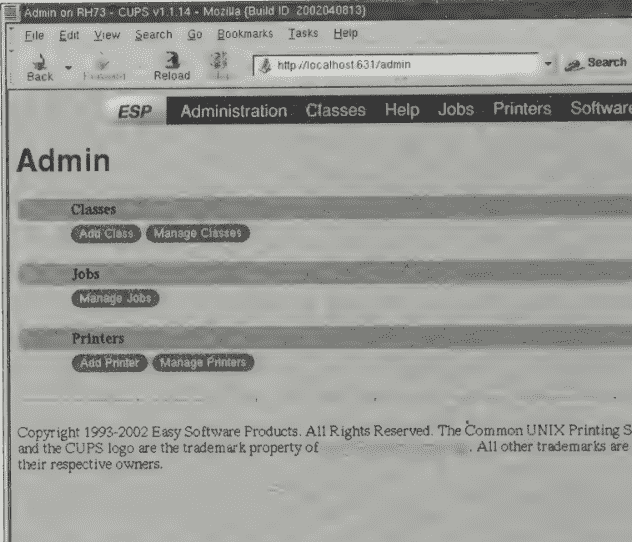 Admin on RH73 - CUPS v1.1.14 - Mozilla {Build ID: 2002040813}
File Edit View Search Go Bookmarks Tasks Help
Back Reload http://localhost:631/admin Search
ESP Administration Classes Help Jobs Printers Software
Admin
Classes
Add Class Manage Classes
Jobs
Manage Jobs
Printers
Add Printer Manage Printers
Copyright 1993-2002 Easy Software Products. All Rights Reserved. The Common UNIX Printing S
and the CUPS logo are the trademark property of . All other trademarks are
their respective owners.